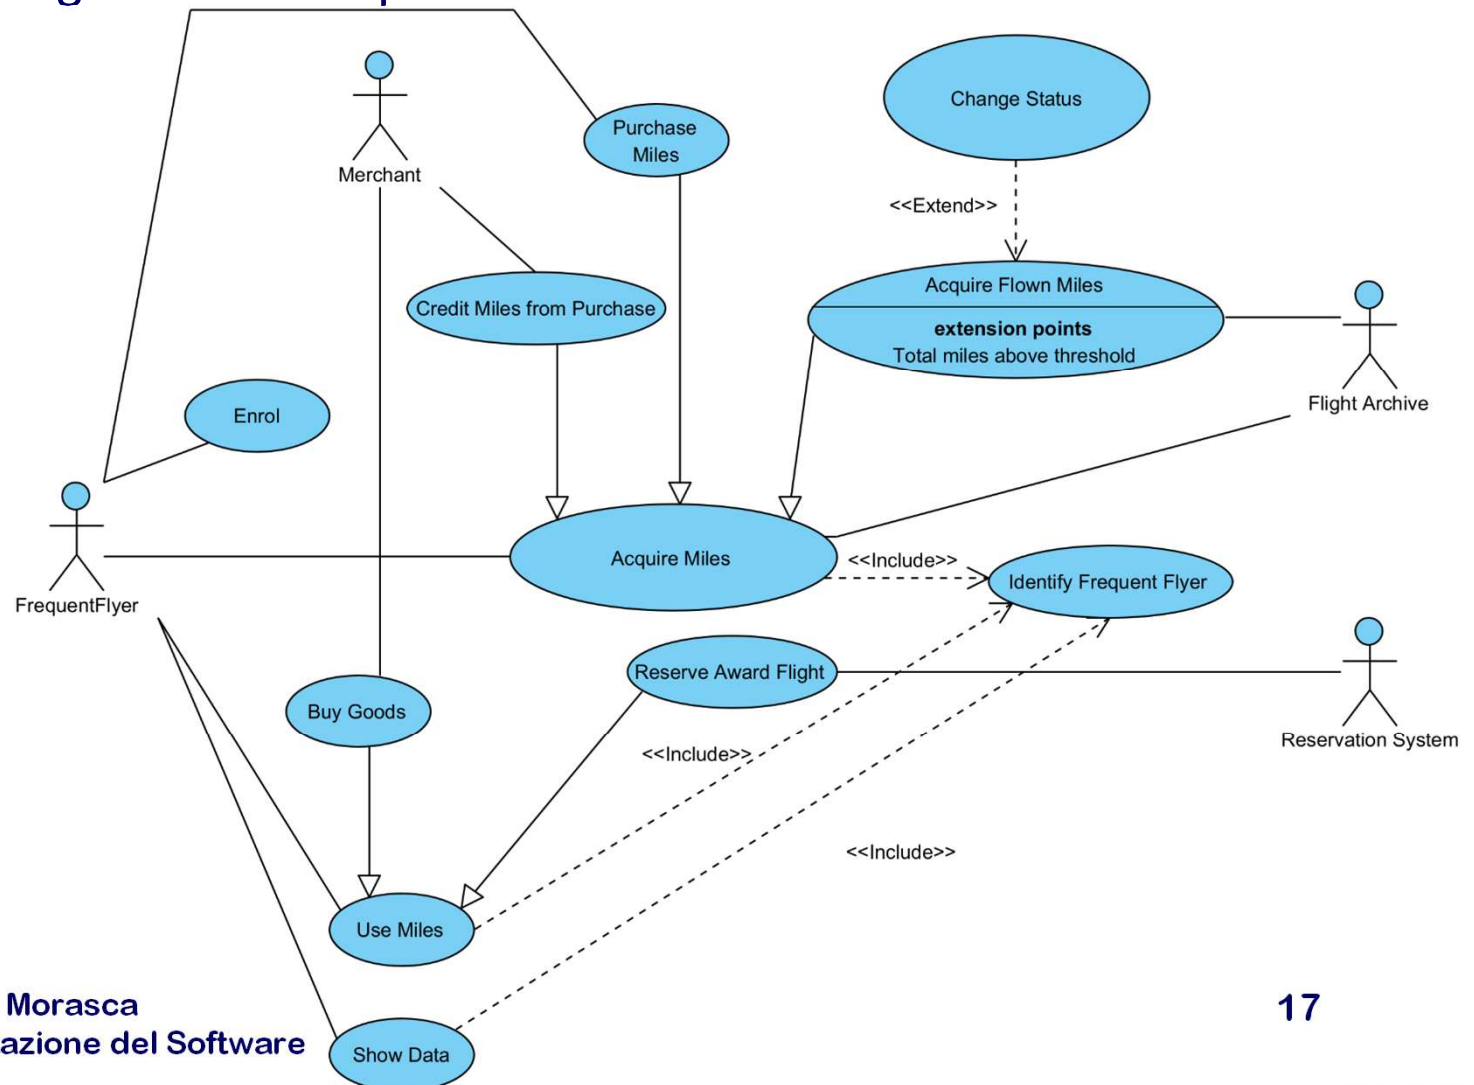 Purchase
Miles
Change Status
Merchant
<<Extend>>
Acquire Flown Miles
extension points
Total miles above threshold
Credit Miles from Purchase
Flight Archive
Enrol
Acquire Miles
<<Include>>
Identify Frequent Flyer
FrequentFlyer
Reserve Award Flight
Buy Goods
Reservation System
<<Include>>
<<Include>>
Use Miles
Morasca
17
azione del Software
Show Data